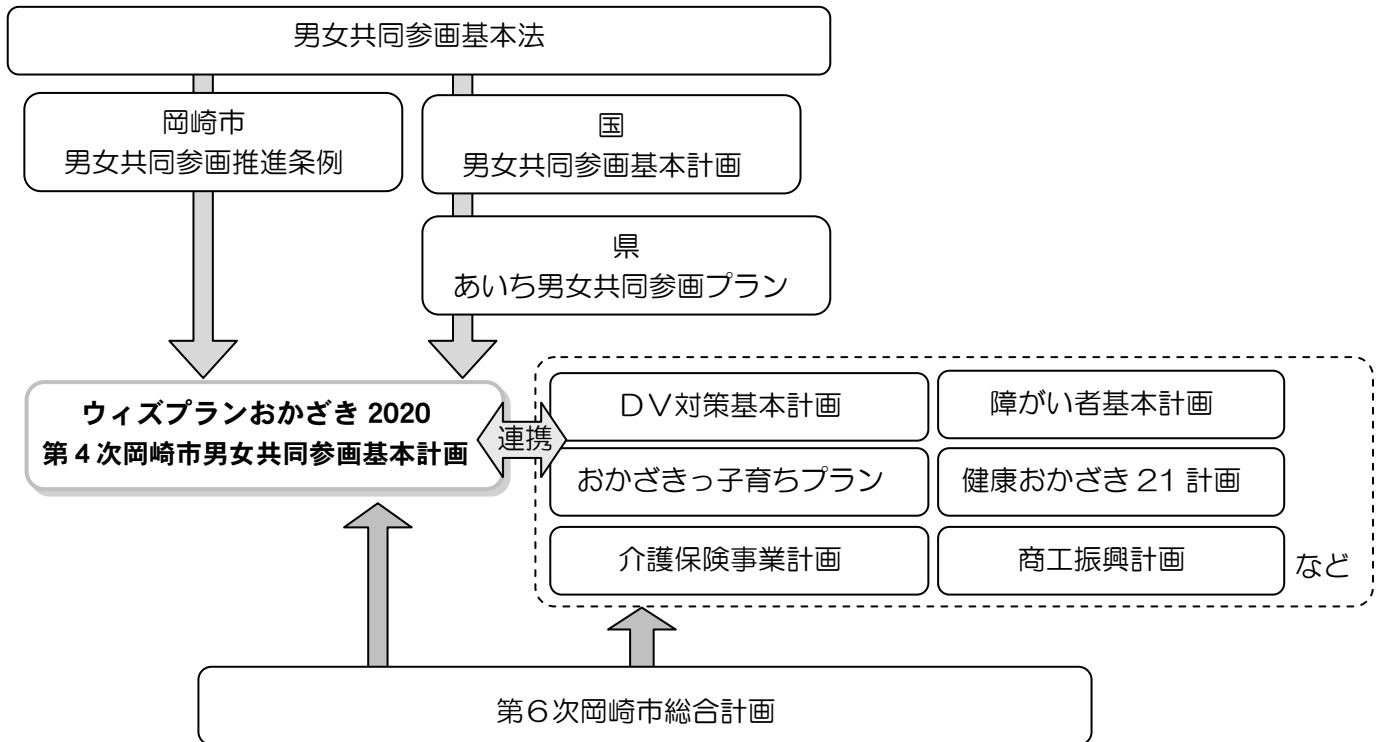 男女共同参画基本法
岡崎市
男女共同参画推進条例
国
男女共同参画基本計画
県
あいち男女共同参画プラン
ウィズプランおかざき 2020
第4次岡崎市男女共同参画基本計画
連携
DV対策基本計画
障がい者基本計画
おかざきっ子育ちプラン
健康おかざき 21 計画
介護保険事業計画
商工振興計画
など
第6次岡崎市総合計画